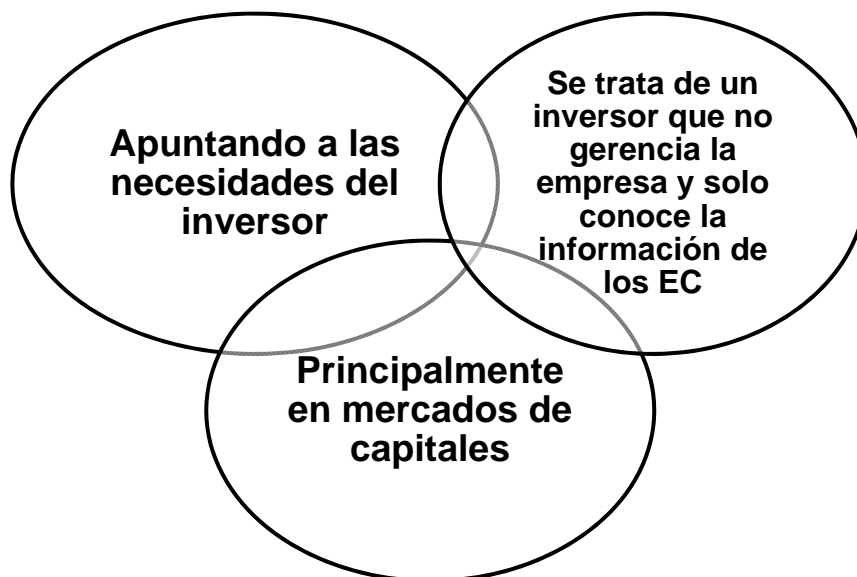 Apuntando a las
necesidades del
inversor
Se trata de un
inversor que no
gerencia la
empresa y solo
conoce la
información de
los EC
Principalmente
en mercados de
capitales